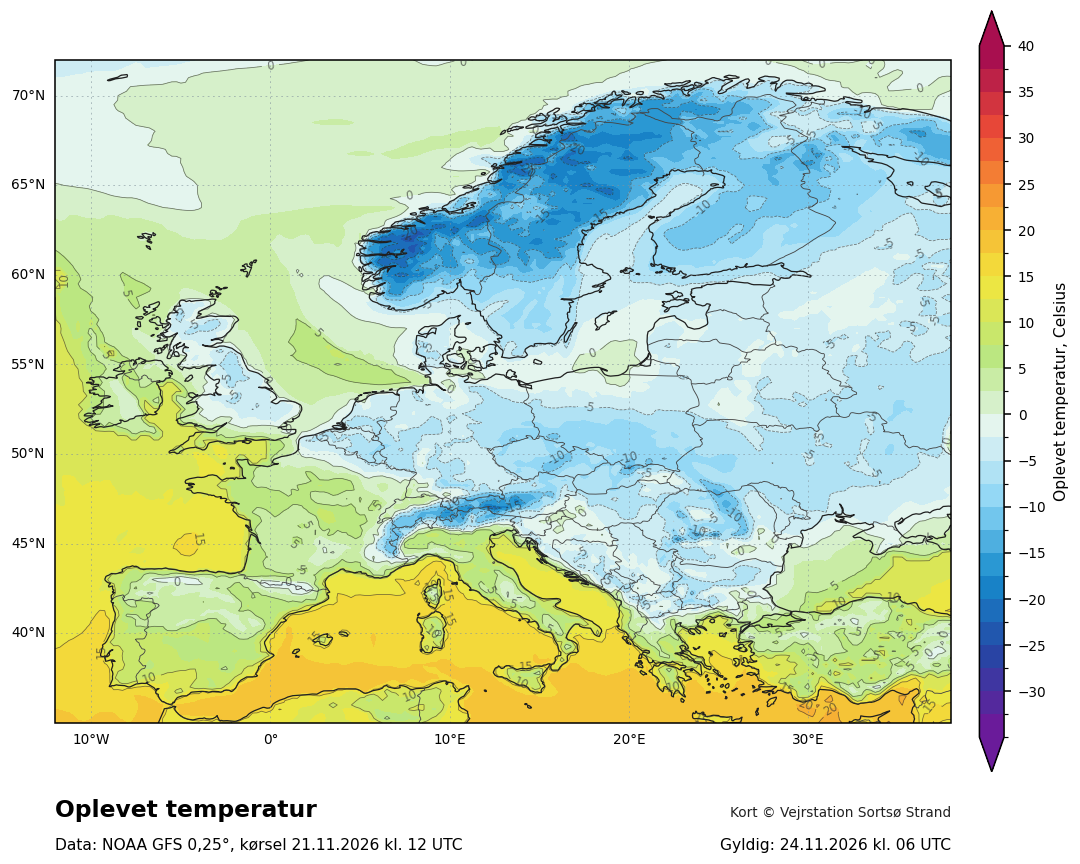 70°N
65°N
60°N
55°N
50°N
45°N
40°N
10°W
0°
10°E
20°E
30°E
40
35
30
25
20
15
10
5
0
−5
−10
−15
−20
−25
−30
Oplevet temperatur, Celsius
Oplevet temperatur
Kort © Vejrstation Sortsø Strand
Data: NOAA GFS 0,25°, kørsel 21.11.2026 kl. 12 UTC
Gyldig: 24.11.2026 kl. 06 UTC